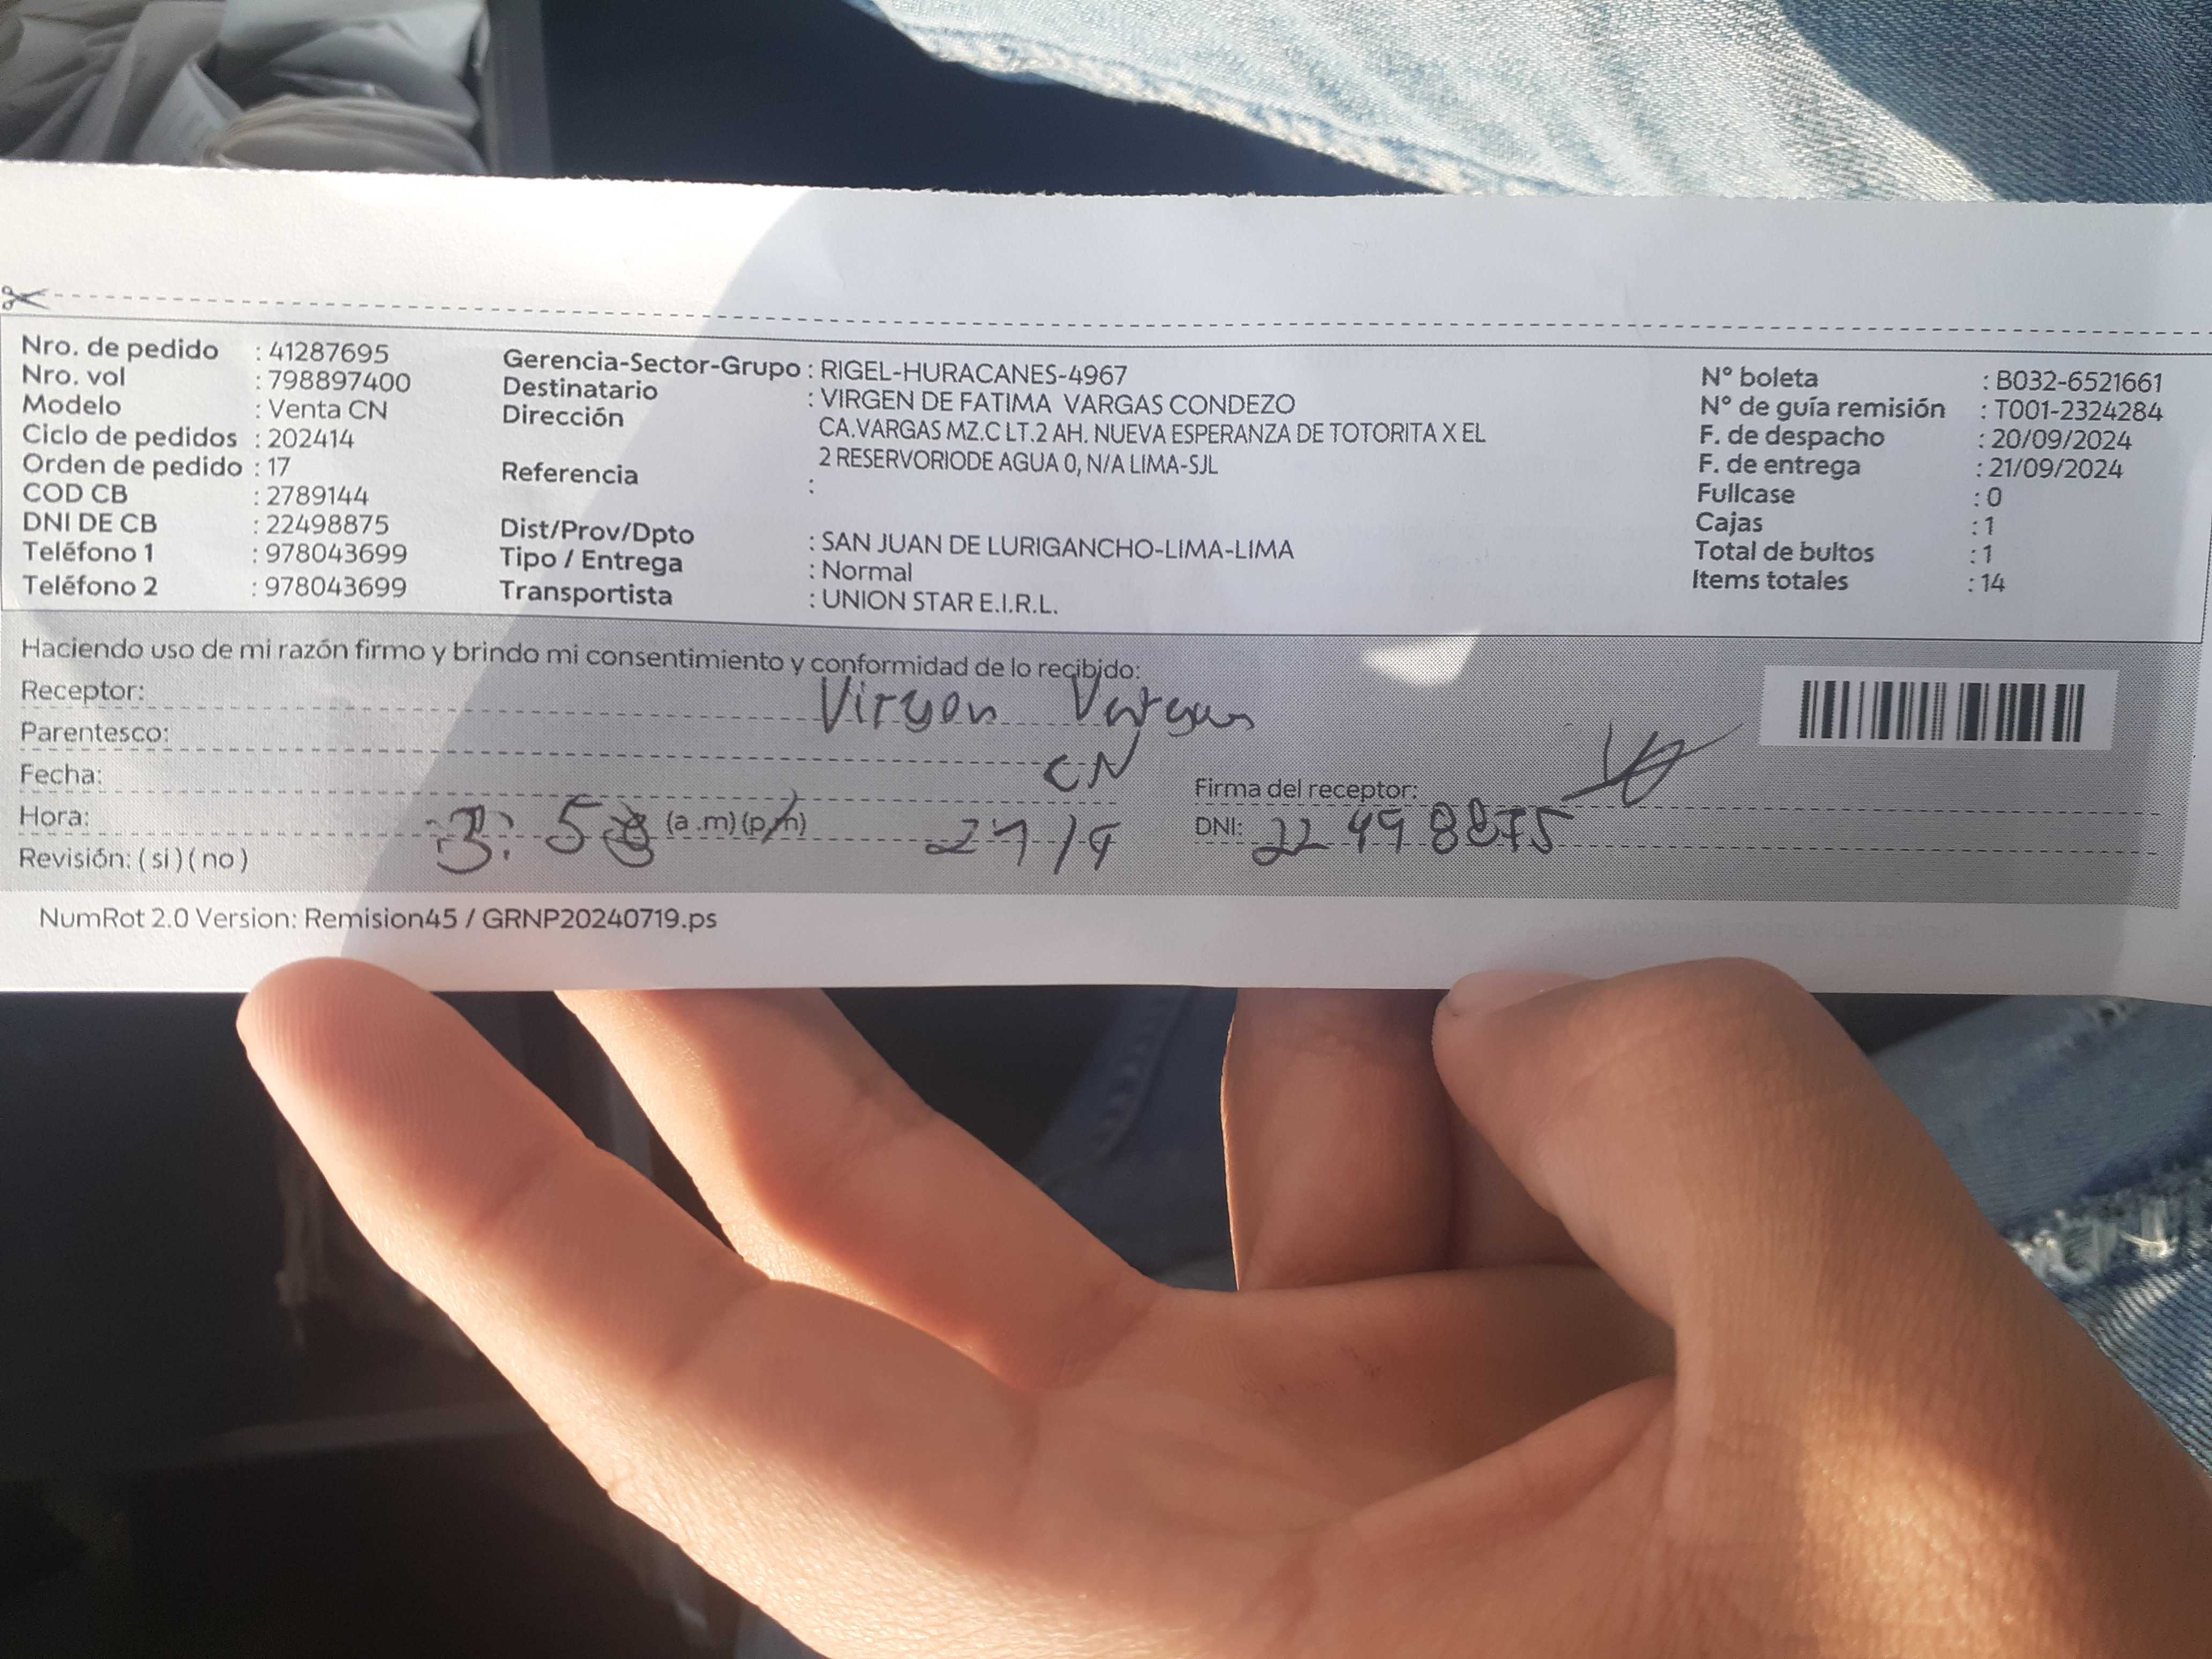 Nro. de pedido : 41287695
Nro. vol : 798897400
Modelo : Venta CN
Ciclo de pedidos : 202414
Orden de pedido : 17
COD CB : 2789144
DNI DE CB : 22498875
Teléfono 1 : 978043699
Teléfono 2 : 978043699
Gerencia-Sector-Grupo : RIGEL-HURACANES-4967
Destinatario : VIRGEN DE FATIMA VARGAS CONDEZO
Dirección : CA.VARGAS MZ.C LT.2 AH. NUEVA ESPERANZA DE TOTORITA X EL
2 RESERVORIODE AGUA 0, N/A LIMA-SJL
Referencia :
Dist/Prov/Dpto : SAN JUAN DE LURIGANCHO-LIMA-LIMA
Tipo / Entrega : Normal
Transportista : UNION STAR E.I.R.L.
N° boleta : B032-6521661
N° de guía remisión : T001-2324284
F. de despacho : 20/09/2024
F. de entrega : 21/09/2024
Fullcase : 0
Cajas : 1
Total de bultos : 1
Items totales : 14
Haciendo uso de mi razón firmo y brindo mi consentimiento y conformidad de lo recibido:
Receptor: Virgen Vargas
Parentesco: CN
Fecha:
Firma del receptor:
Hora: (a .m) (p.m) 21/9
DNI: 22498875
Revisión: ( si ) ( no )
NumRot 2.0 Version: Remision45 / GRNP20240719.ps